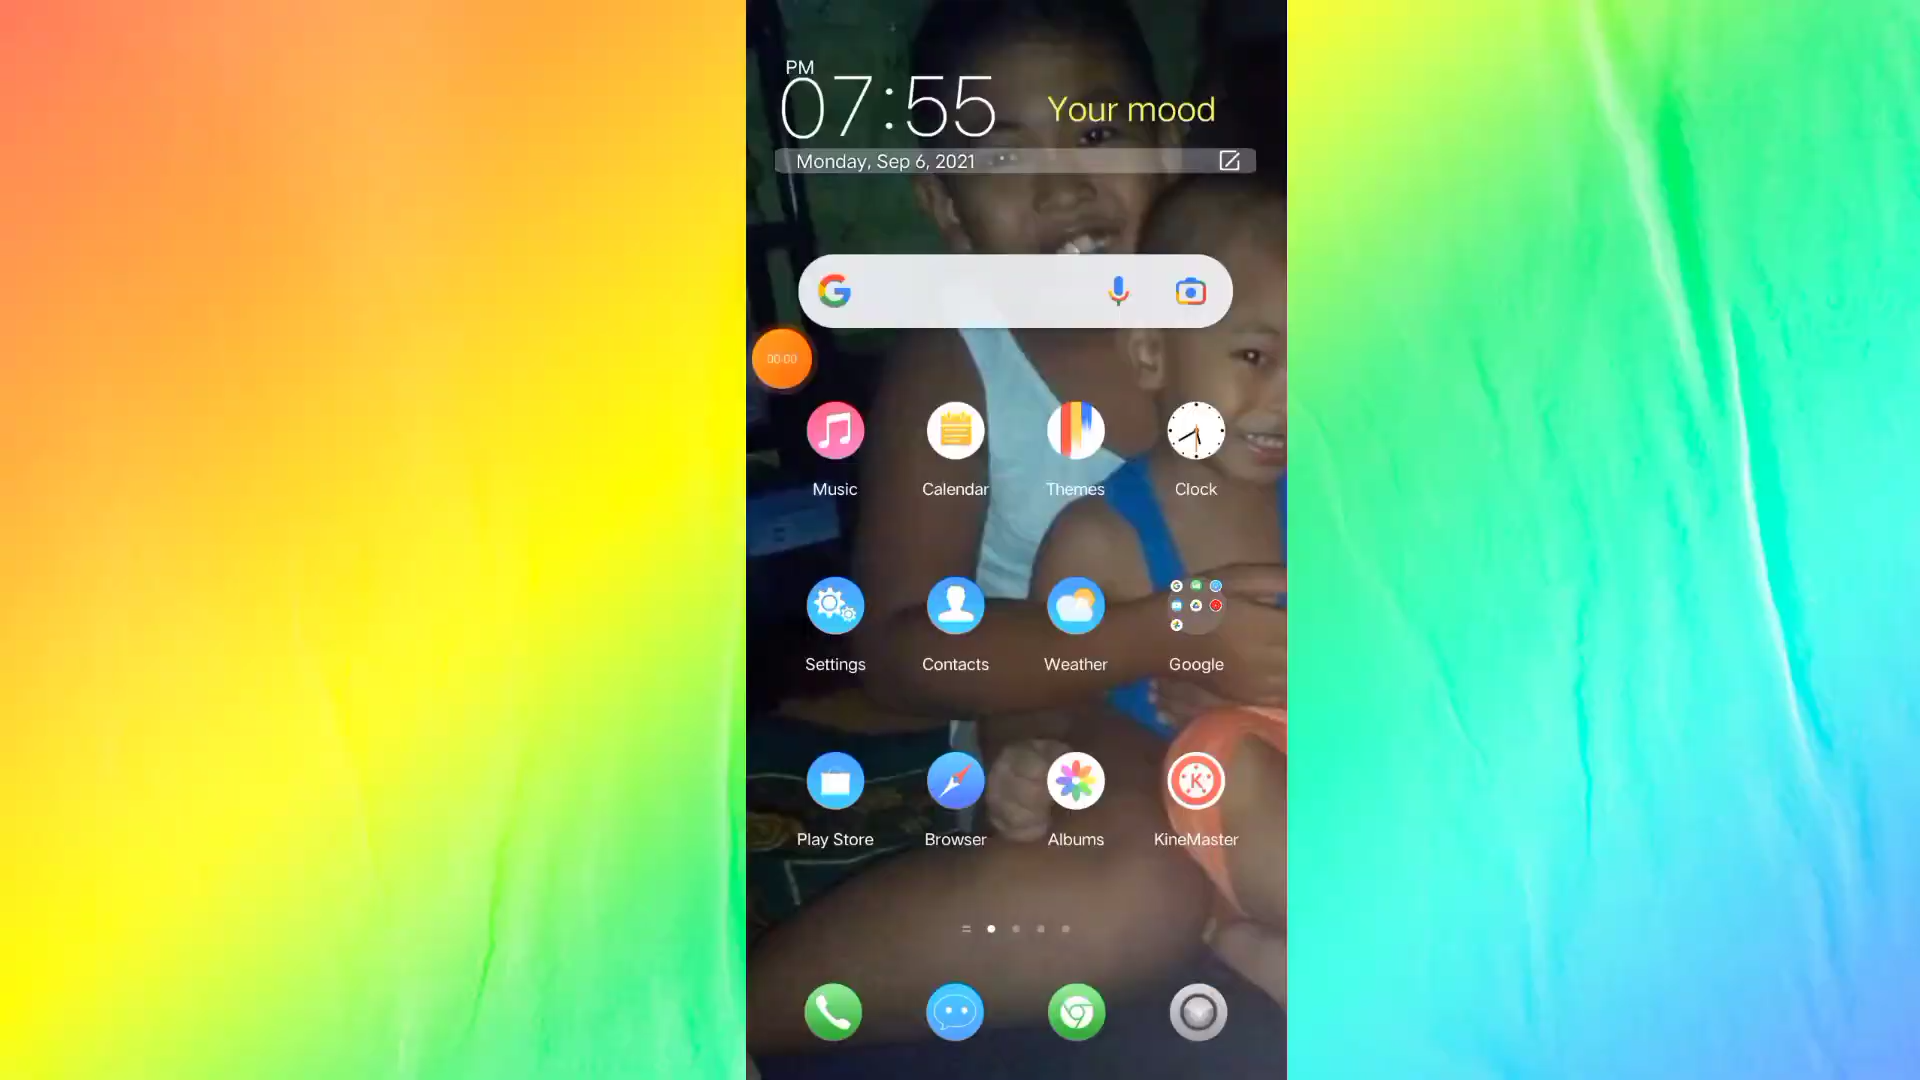 PM
07:55
Your mood
Monday, Sep 6, 2021
00:00
Music
Calendar
Themes
Clock
Settings
Contacts
Weather
Google
Play Store
Browser
Albums
KineMaster